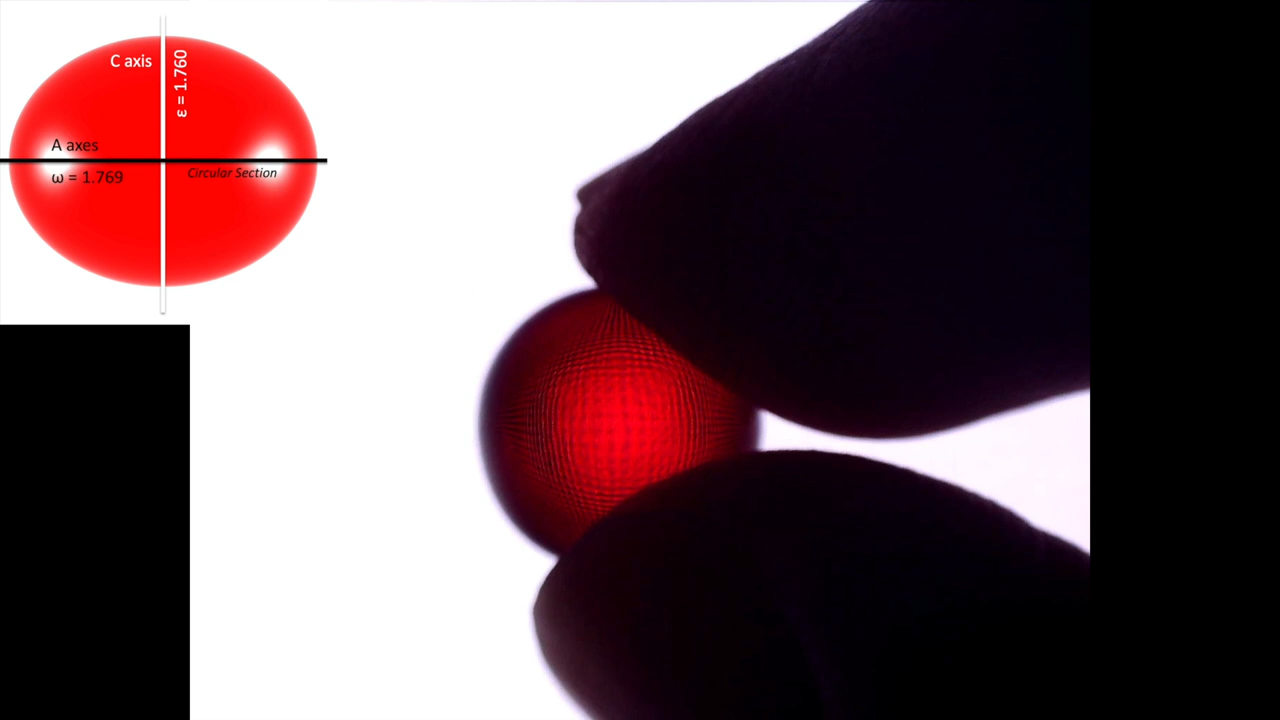 C axis
ε = 1.760
A axes
ω = 1.769
Circular Section